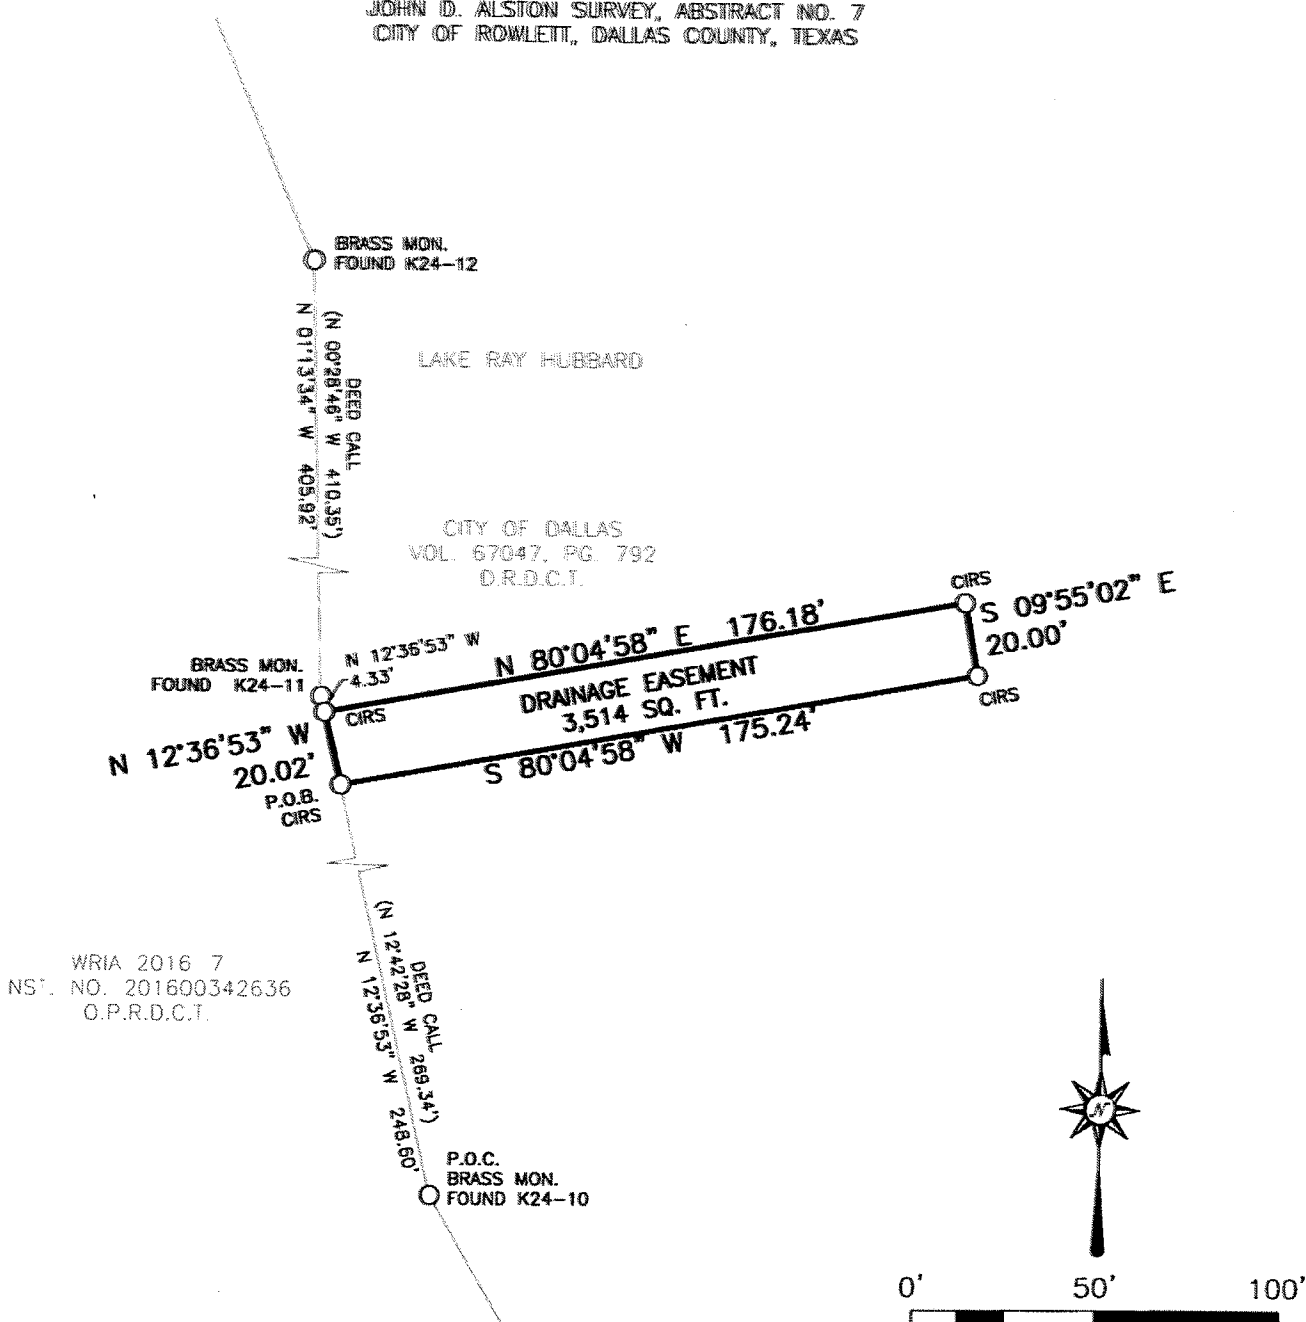 JOHN D. ALSTON SURVEY, ABSTRACT NO. 7
CITY OF ROWLETT, DALLAS COUNTY, TEXAS
BRASS MON.
FOUND K24-12
DEED CALL
(N 00°28'46" W 410.35')
N 01°13'34" W 405.92'
LAKE RAY HUBBARD
CITY OF DALLAS
VOL. 67047, PG. 792
D.R.D.C.T.
CIRS
S 09°55'02" E
20.00'
CIRS
N 80°04'58" E 176.18'
DRAINAGE EASEMENT
3,514 SQ. FT.
S 80°04'58" W 175.24'
N 12°36'53" W
4.33'
BRASS MON.
FOUND K24-11
CIRS
N 12°36'53" W
20.02'
P.O.B.
CIRS
WRIA 2016 7
NO. 201600342636
O.P.R.D.C.T.
DEED CALL
(N 12°42'28" W 269.34')
N 12°36'53" W 248.60'
P.O.C.
BRASS MON.
FOUND K24-10
N
0' 50' 100'